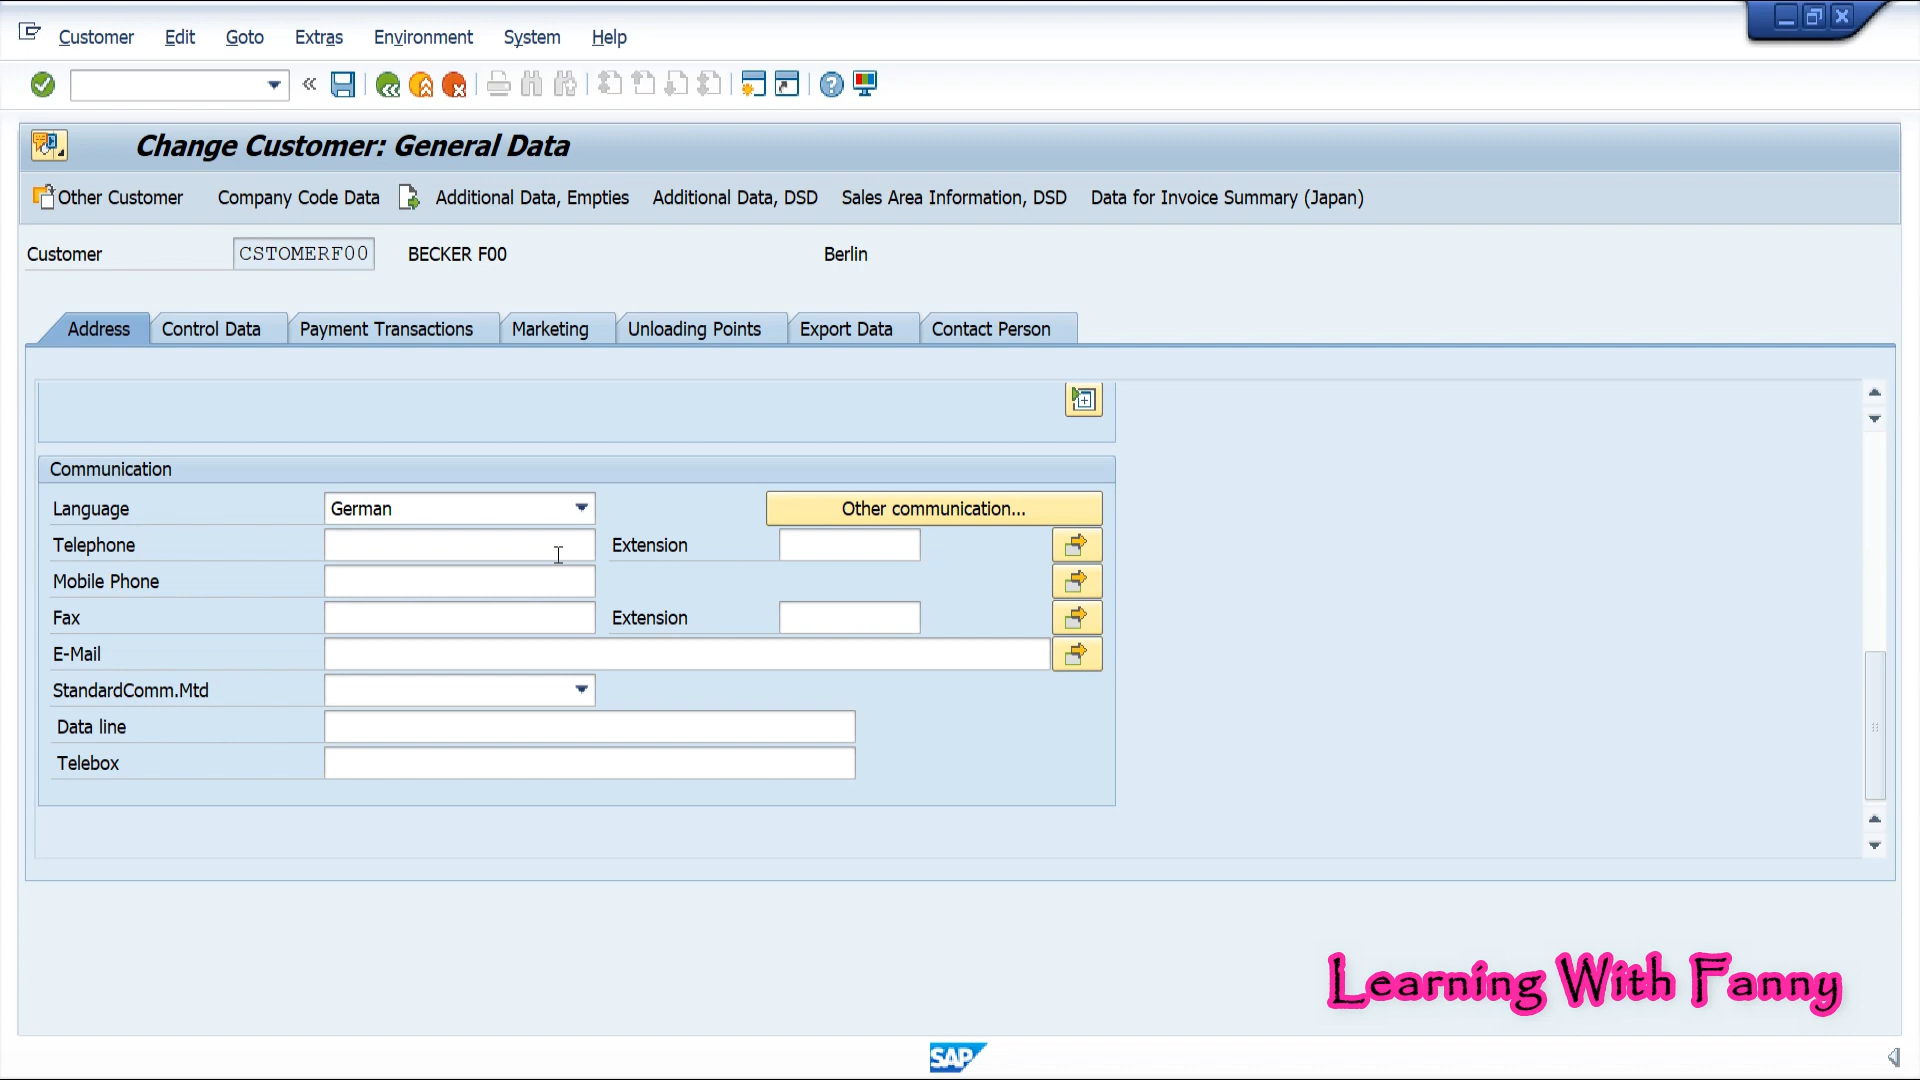 Customer Edit Goto Extras Environment System Help
Change Customer: General Data
Other Customer Company Code Data Additional Data, Empties Additional Data, DSD Sales Area Information, DSD Data for Invoice Summary (Japan)
Customer CSTOMERF00 BECKER F00 Berlin
Address Control Data Payment Transactions Marketing Unloading Points Export Data Contact Person
Communication
Language German Other communication...
Telephone Extension
Mobile Phone
Fax Extension
E-Mail
StandardComm.Mtd
Data line
Telebox
Learning With Fanny
SAP